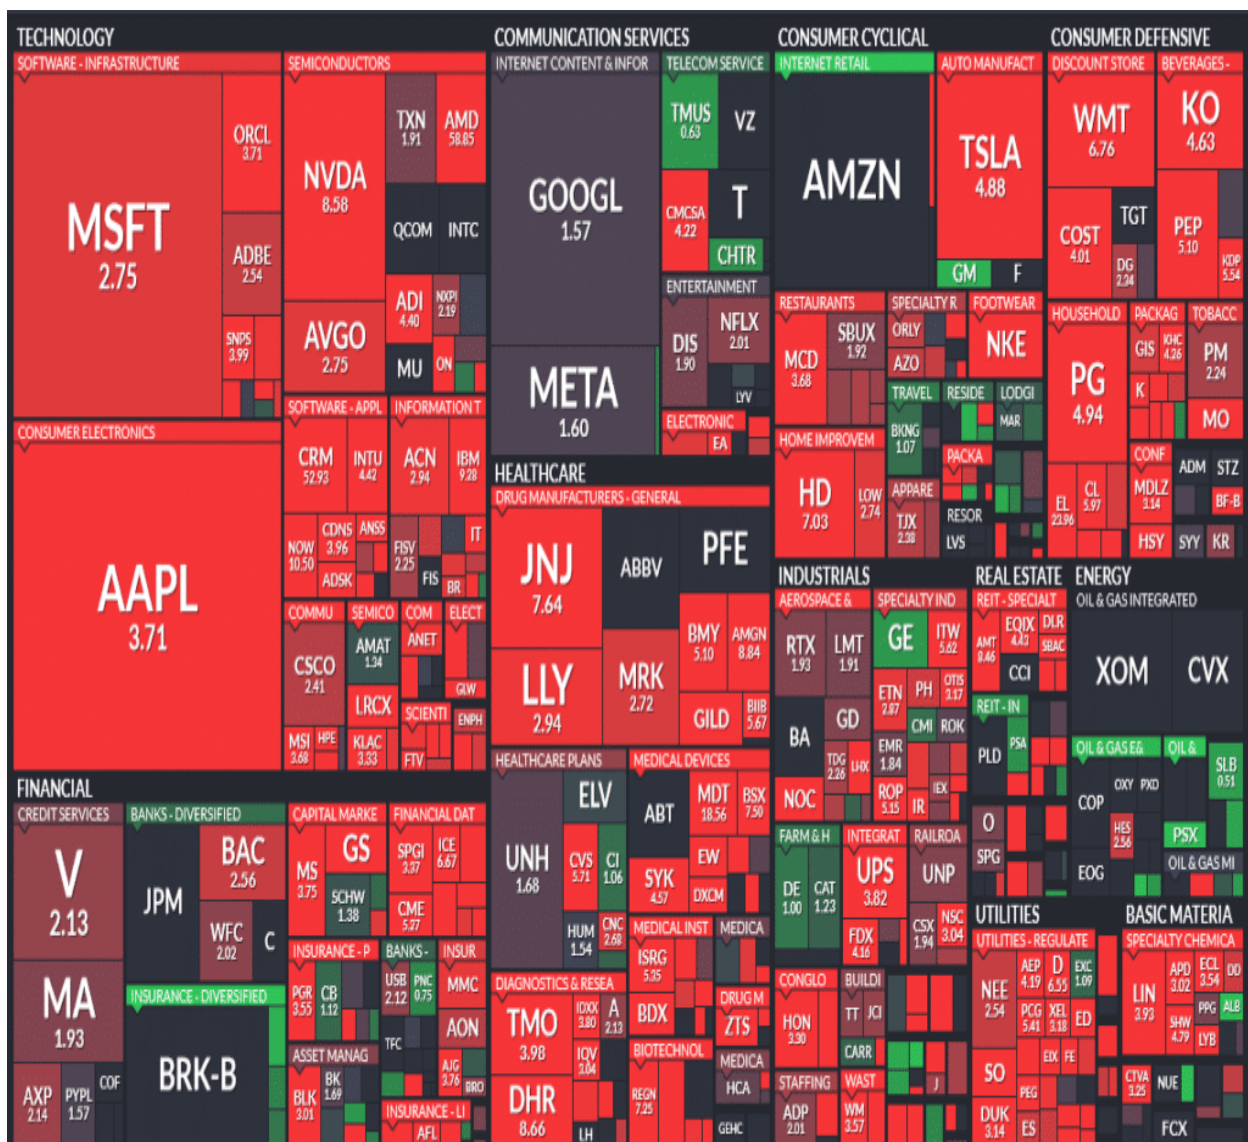 TECHNOLOGY
SOFTWARE - INFRASTRUCTURE
MSFT
2.75
ORCL
3.71
ADBE
2.54
SNPS
3.99
SEMICONDUCTORS
NVDA
8.58
TXN
1.91
AMD
58.85
QCOM
INTC
AVGO
2.75
ADI
4.40
NXPI
2.19
MU
ON
CONSUMER ELECTRONICS
AAPL
3.71
SOFTWARE - APPL
CRM
52.93
INTU
4.42
NOW
10.50
CDNS
3.96
ANSS
ADSK
INFORMATION T
ACN
2.94
IBM
9.28
FISV
2.25
IT
FIS
BR
COMMU
CSCO
2.41
MSI
3.68
HPE
SEMICO
AMAT
1.34
LRCX
KLAC
3.33
COM
ANET
ELECT
GLW
SCIENTI
FTV
ENPH
COMMUNICATION SERVICES
INTERNET CONTENT & INFOR
GOOGL
1.57
META
1.60
TELECOM SERVICE
TMUS
0.63
VZ
CMCSA
4.22
T
CHTR
ENTERTAINMENT
DIS
1.90
NFLX
2.01
LYV
ELECTRONIC
EA
CONSUMER CYCLICAL
INTERNET RETAIL
AMZN
AUTO MANUFACT
TSLA
4.88
GM
F
RESTAURANTS
MCD
3.68
SBUX
1.92
SPECIALTY R
ORLY
AZO
FOOTWEAR
NKE
HOME IMPROVEM
HD
7.03
LOW
2.74
TRAVEL
BKNG
1.07
RESIDE
LODGI
MAR
PACKA
APPARE
TJX
2.38
RESOR
LVS
CONSUMER DEFENSIVE
DISCOUNT STORE
WMT
6.76
COST
4.01
TGT
DG
2.34
BEVERAGES -
KO
4.63
PEP
5.10
KDP
5.54
HOUSEHOLD
PG
4.94
EL
23.96
CL
5.97
PACKAG
GIS
KHC
4.26
K
TOBACC
PM
2.24
MO
CONF
MDLZ
3.14
HSY
ADM
STZ
BF-B
SYY
KR
HEALTHCARE
DRUG MANUFACTURERS - GENERAL
JNJ
7.64
ABBV
PFE
LLY
2.94
MRK
2.72
BMY
5.10
AMGN
8.84
GILD
BIIB
5.67
HEALTHCARE PLANS
UNH
1.68
ELV
CVS
5.71
CI
1.06
HUM
1.54
CNC
2.68
MEDICAL DEVICES
ABT
MDT
18.56
BSX
7.50
SYK
4.57
EW
DXCM
MEDICAL INST
ISRG
5.35
BDX
MEDICA
DIAGNOSTICS & RESEA
TMO
3.98
IDXX
3.80
A
2.13
IQV
3.04
DHR
8.66
LH
DRUG M
ZTS
BIOTECHNOL
REGN
7.25
MEDICA
HCA
GEHC
INDUSTRIALS
AEROSPACE &
RTX
1.93
LMT
1.91
BA
GD
TDG
2.26
LHX
NOC
SPECIALTY IND
GE
ITW
5.62
ETN
2.87
PH
OTIS
3.17
CMI
ROK
EMR
1.84
ROP
5.15
IR
IEX
FARM & H
DE
1.00
CAT
1.23
INTEGRAT
UPS
3.82
FDX
4.16
RAILROA
UNP
CSX
1.94
NSC
3.04
CONGLO
HON
3.30
BUILDI
TT
JCI
CARR
J
STAFFING
ADP
2.01
WAST
WM
3.57
REAL ESTATE
REIT - SPECIALT
AMT
8.46
EQIX
4.43
DLR
SBAC
CCI
REIT - IN
PLD
PSA
O
SPG
ENERGY
OIL & GAS INTEGRATED
XOM
CVX
OIL & GAS E&
COP
OXY
PXD
HES
2.56
EOG
OIL &
SLB
0.51
PSX
OIL & GAS MI
UTILITIES
UTILITIES - REGULATE
NEE
2.54
AEP
4.19
D
6.55
EXC
1.09
PCG
5.41
XEL
3.18
ED
SO
EIX
FE
PEG
DUK
3.14
ES
BASIC MATERIA
SPECIALTY CHEMICA
LIN
3.93
APD
3.02
ECL
3.54
DD
PPG
ALB
SHW
4.79
LYB
CTVA
3.25
NUE
FCX
FINANCIAL
CREDIT SERVICES
V
2.13
MA
1.93
AXP
2.14
PYPL
1.57
COF
BANKS - DIVERSIFIED
JPM
BAC
2.56
WFC
2.02
C
INSURANCE - DIVERSIFIED
BRK-B
CAPITAL MARKE
MS
3.75
GS
SCHW
1.38
FINANCIAL DAT
SPGI
3.37
ICE
6.67
CME
5.27
INSURANCE - P
PGR
3.55
CB
1.12
BANKS -
USB
2.12
PNC
0.75
TFC
INSUR
MMC
AON
AJG
3.76
BRO
ASSET MANAG
BLK
3.01
BK
1.69
INSURANCE - LI
AFL